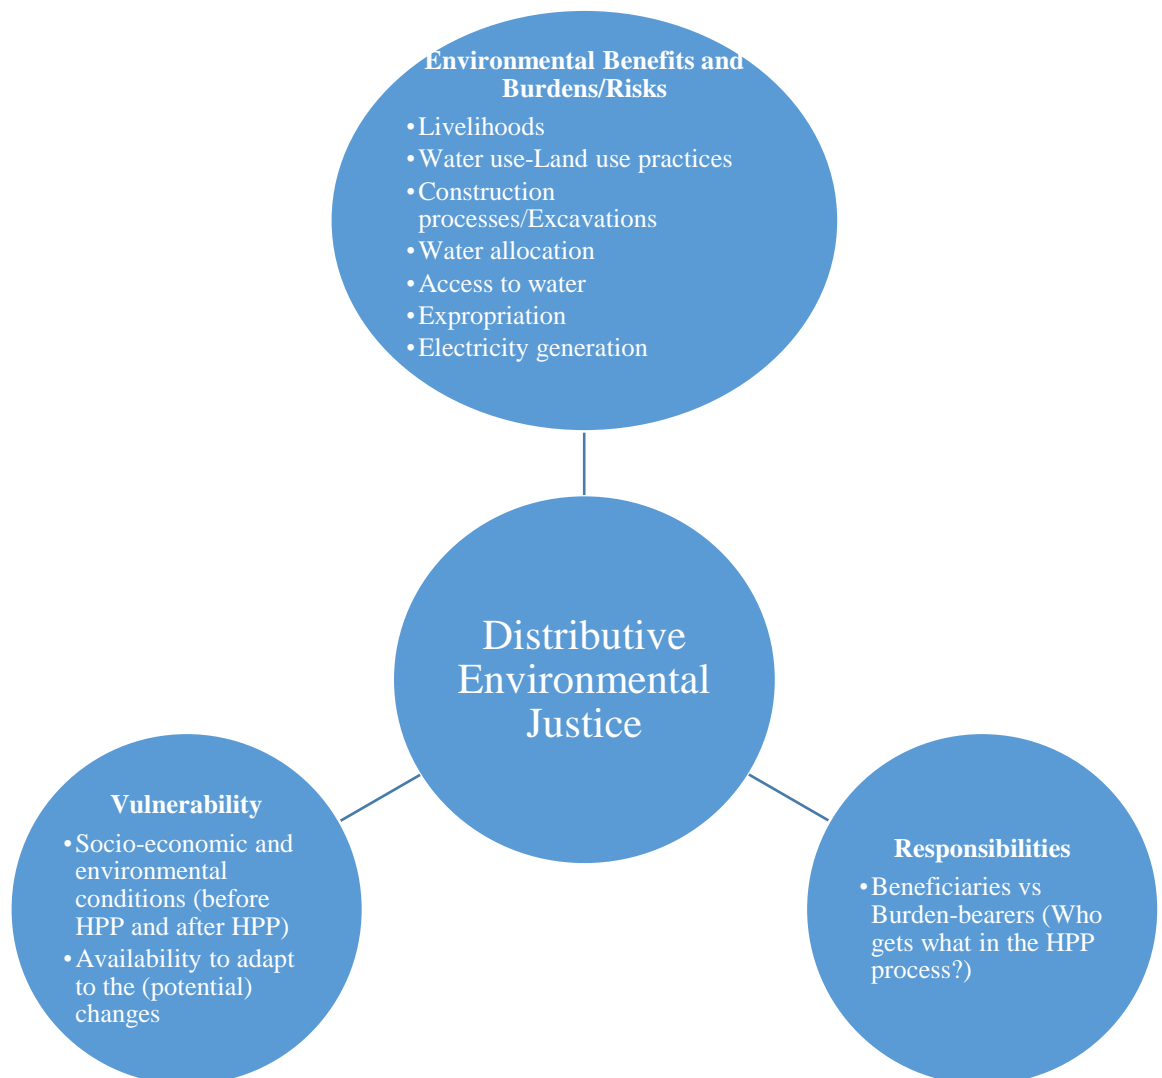 Environmental Benefits and
Burdens/Risks
•Livelihoods
•Water use-Land use practices
•Construction
processes/Excavations
•Water allocation
•Access to water
•Expropriation
•Electricity generation
Distributive
Environmental
Justice
Vulnerability
•Socio-economic and
environmental
conditions (before
HPP and after HPP)
•Availability to adapt
to the (potential)
changes
Responsibilities
•Beneficiaries vs
Burden-bearers (Who
gets what in the HPP
process?)